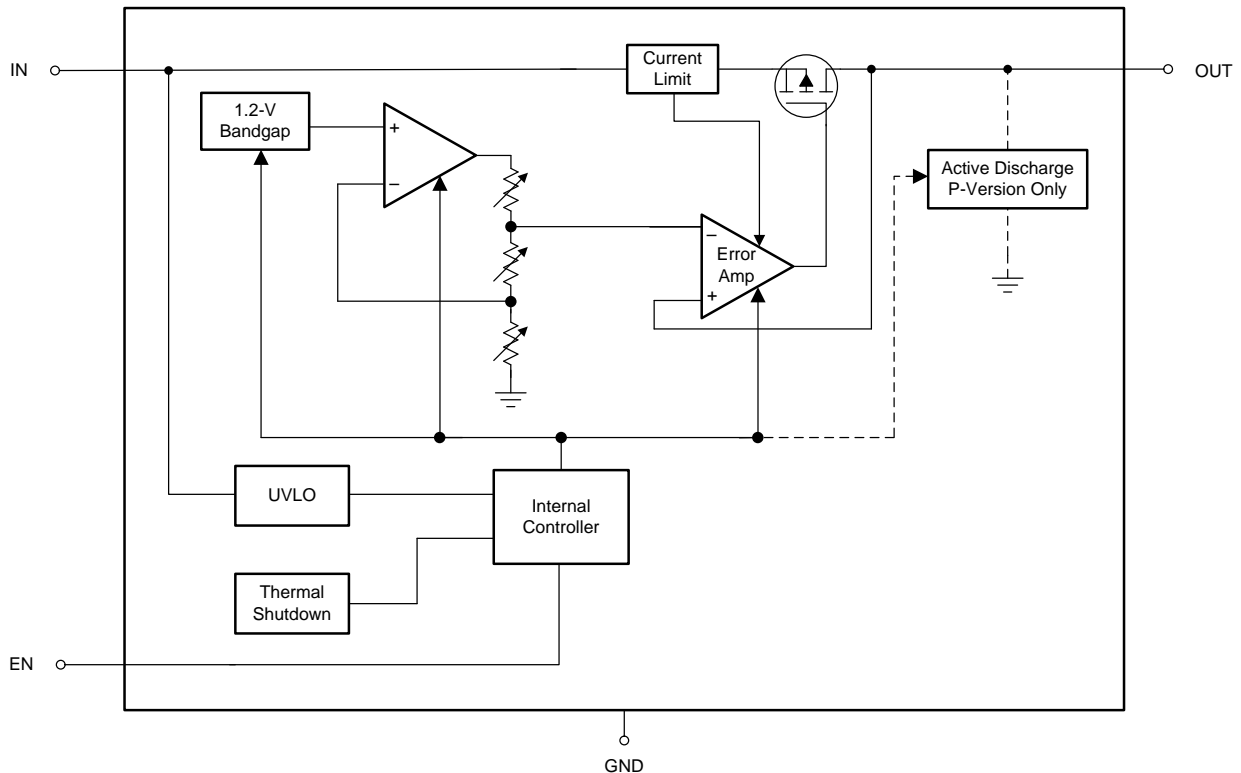 IN
Current
Limit
OUT
1.2-V
Bandgap
+
−
Active Discharge
P-Version Only
−
Error
Amp
+
UVLO
Internal
Controller
Thermal
Shutdown
EN
GND